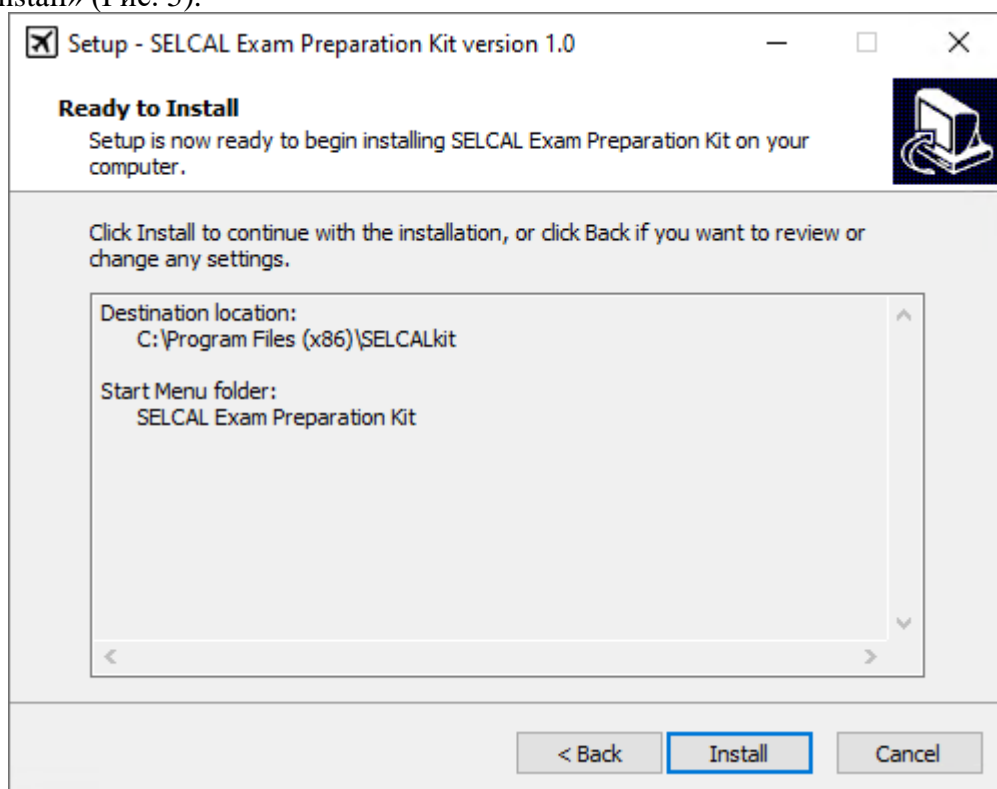 nstall» (Рис. 3).
Setup - SELCAL Exam Preparation Kit version 1.0
Ready to Install
Setup is now ready to begin installing SELCAL Exam Preparation Kit on your
computer.
Click Install to continue with the installation, or click Back if you want to review or
change any settings.
Destination location:
C:\Program Files (x86)\SELCALkit
Start Menu folder:
SELCAL Exam Preparation Kit
< Back Install Cancel